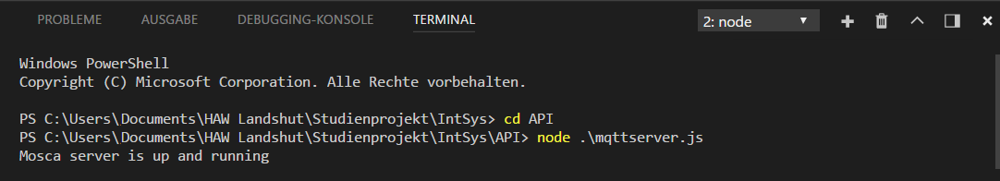 PROBLEME AUSGABE DEBUGGING-KONSOLE TERMINAL 2: node
Windows PowerShell
Copyright (C) Microsoft Corporation. Alle Rechte vorbehalten.
PS C:\Users\Documents\HAW Landshut\Studienprojekt\IntSys> cd API
PS C:\Users\Documents\HAW Landshut\Studienprojekt\IntSys\API> node .\mqttserver.js
Mosca server is up and running